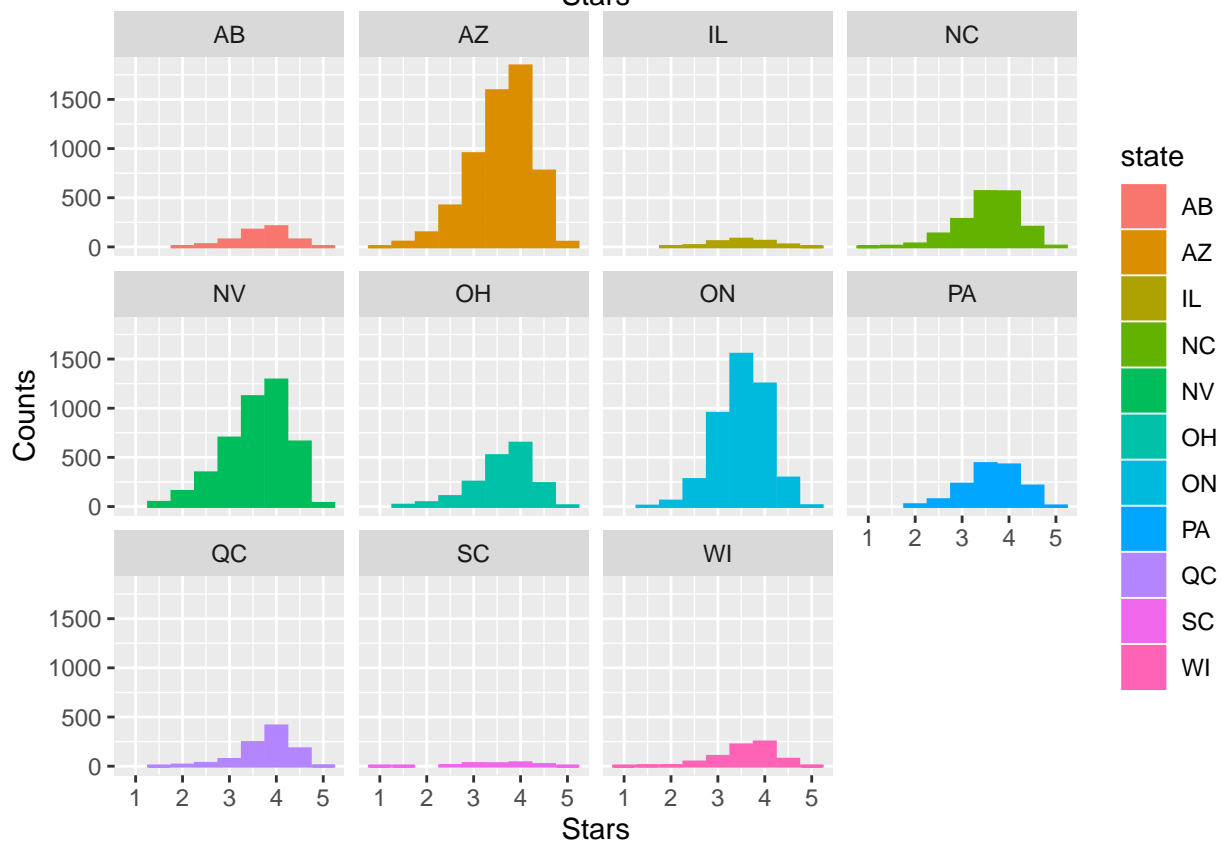 Stars
AB AZ IL NC
1500
1000
500
0
state
AB
AZ
IL
NC
NV
OH
ON
PA
QC
SC
WI
NV OH ON PA
Counts
1500
1000
500
0
1 2 3 4 5
QC SC WI
1500
1000
500
0
1 2 3 4 5 1 2 3 4 5 1 2 3 4 5
Stars